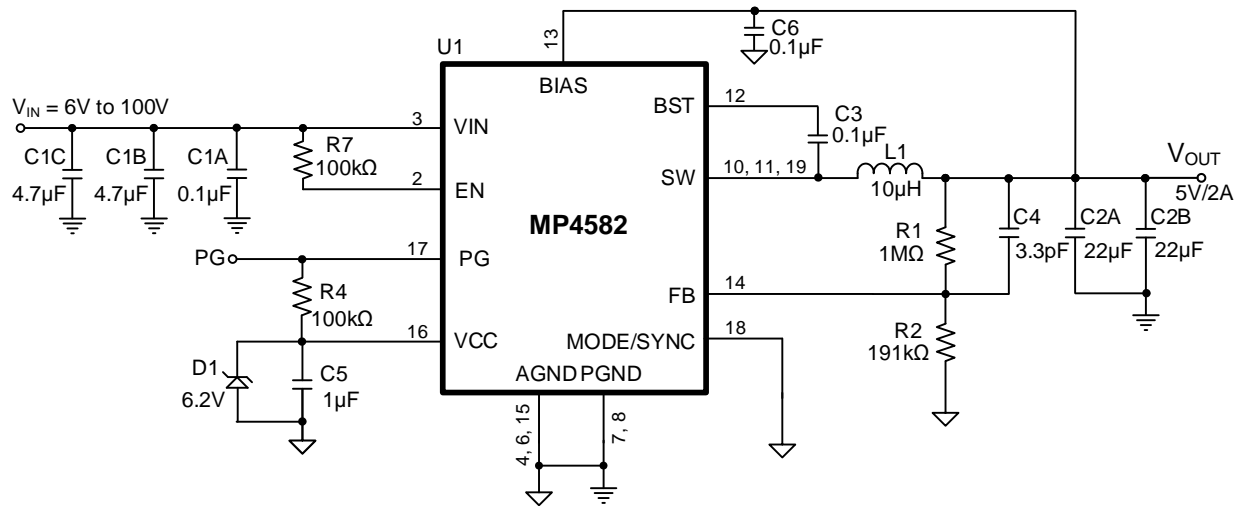 U1
13
C6
0.1µF
BIAS
VIN = 6V to 100V
3
VIN
BST
12
C3
0.1µF
C1C
4.7µF
C1B
4.7µF
C1A
0.1µF
R7
100kΩ
2
EN
SW
10, 11, 19
L1
10µH
VOUT
5V/2A
MP4582
R1
1MΩ
C4
3.3pF
C2A
22µF
C2B
22µF
PG
17
PG
R4
100kΩ
FB
14
16
VCC
MODE/SYNC
18
R2
191kΩ
D1
6.2V
C5
1µF
AGND PGND
4, 6, 15
7, 8